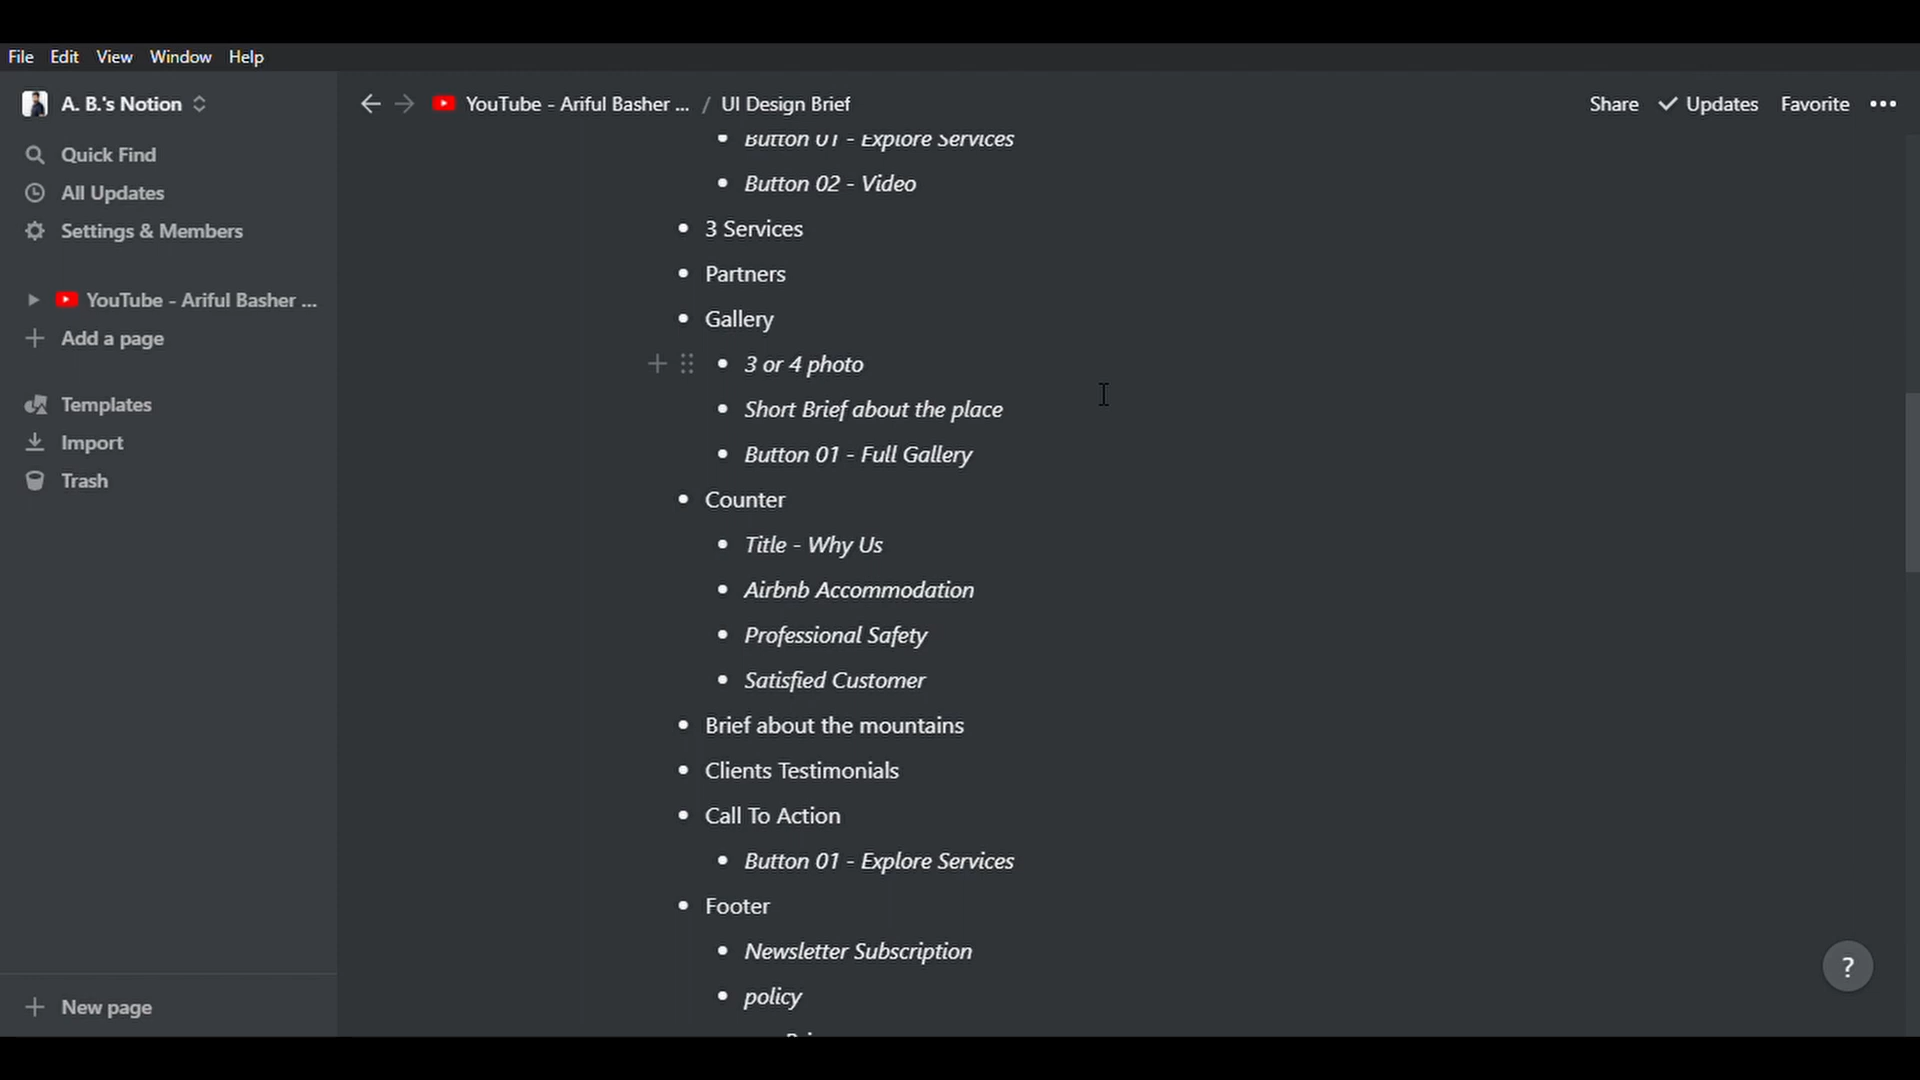 File Edit View Window Help
A. B.'s Notion
YouTube - Ariful Basher ... / UI Design Brief
Share Updates Favorite
Quick Find
All Updates
Settings & Members
YouTube - Ariful Basher ...
Add a page
Templates
Import
Trash
New page
Button 01 - Explore Services
Button 02 - Video
3 Services
Partners
Gallery
3 or 4 photo
Short Brief about the place
Button 01 - Full Gallery
Counter
Title - Why Us
Airbnb Accommodation
Professional Safety
Satisfied Customer
Brief about the mountains
Clients Testimonials
Call To Action
Button 01 - Explore Services
Footer
Newsletter Subscription
policy
?